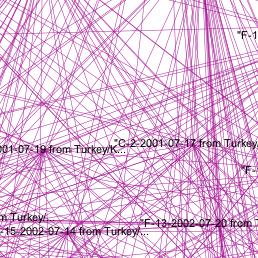 "F-1
"C-2-2001-07-17 from Turkey/
001-07-19 from Turkey/K...
"F-
m Turkey/...
"F-13-2002-07-20 from T
-15-2002-07-14 from Turkey/...